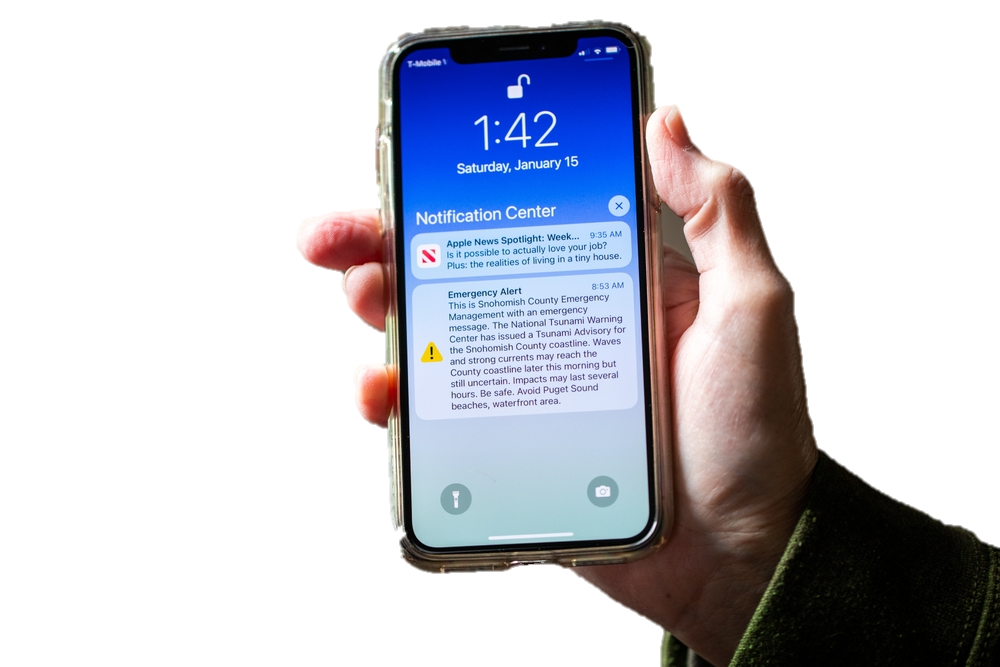 T-Mobile
1:42
Saturday, January 15
Notification Center
Apple News Spotlight: Week... 9:35 AM
Is it possible to actually love your job?
Plus: the realities of living in a tiny house.
Emergency Alert 8:53 AM
This is Snohomish County Emergency
Management with an emergency
message. The National Tsunami Warning
Center has issued a Tsunami Advisory for
the Snohomish County coastline. Waves
and strong currents may reach the
County coastline later this morning but
still uncertain. Impacts may last several
hours. Be safe. Avoid Puget Sound
beaches, waterfront area.